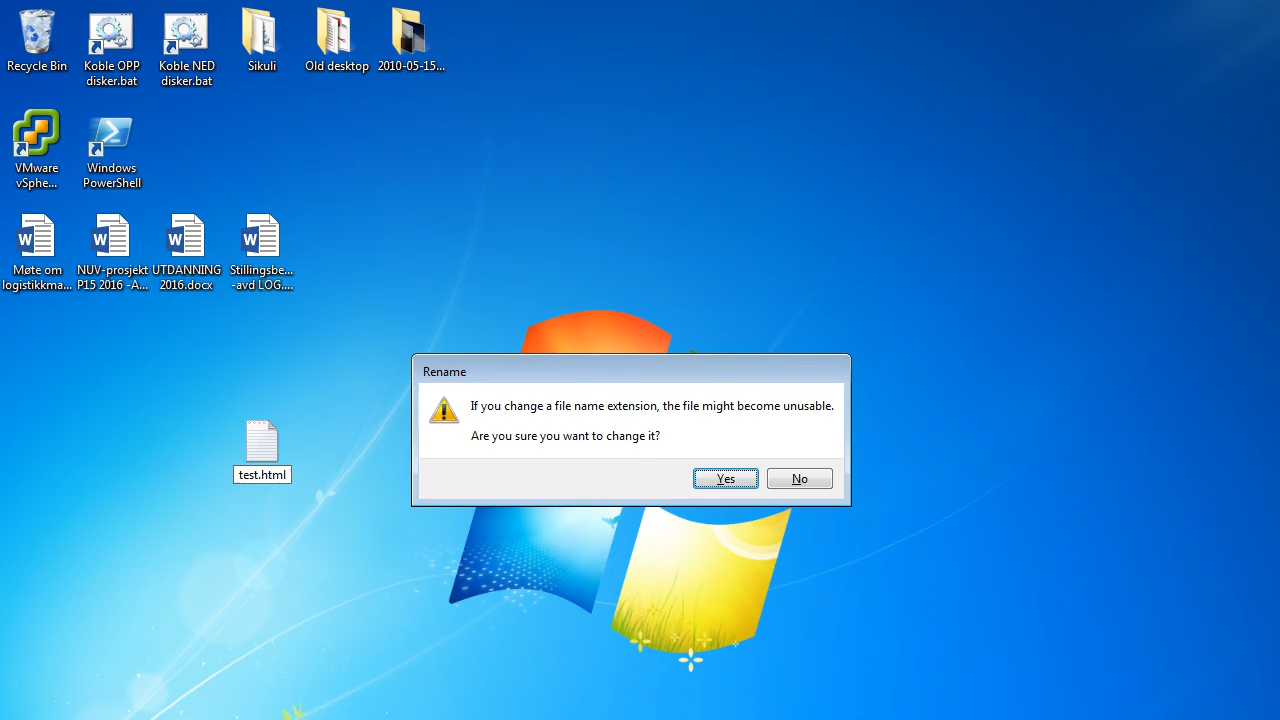 Recycle Bin
Koble OPP
disker.bat
Koble NED
disker.bat
Sikuli
Old desktop
2010-05-15...
VMware
vSphe...
Windows
PowerShell
Møte om
logistikkma...
NUV-prosjekt
P15 2016 -A...
UTDANNING
2016.docx
Stillingsbe...
-avd LOG....
test.html
Rename
If you change a file name extension, the file might become unusable.
Are you sure you want to change it?
Yes
No